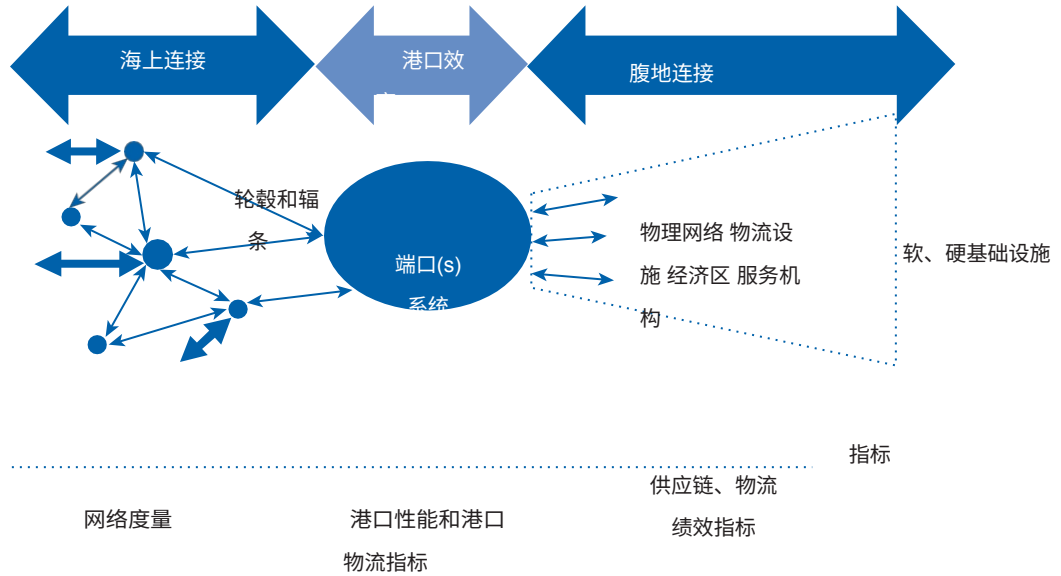 海上连接
港口效
率
腹地连接
轮毂和辐
条
端口(s)
系统
物理网络 物流设
施 经济区 服务机
构
软、硬基础设施
指标
网络度量
港口性能和港口
物流指标
供应链、物流
绩效指标